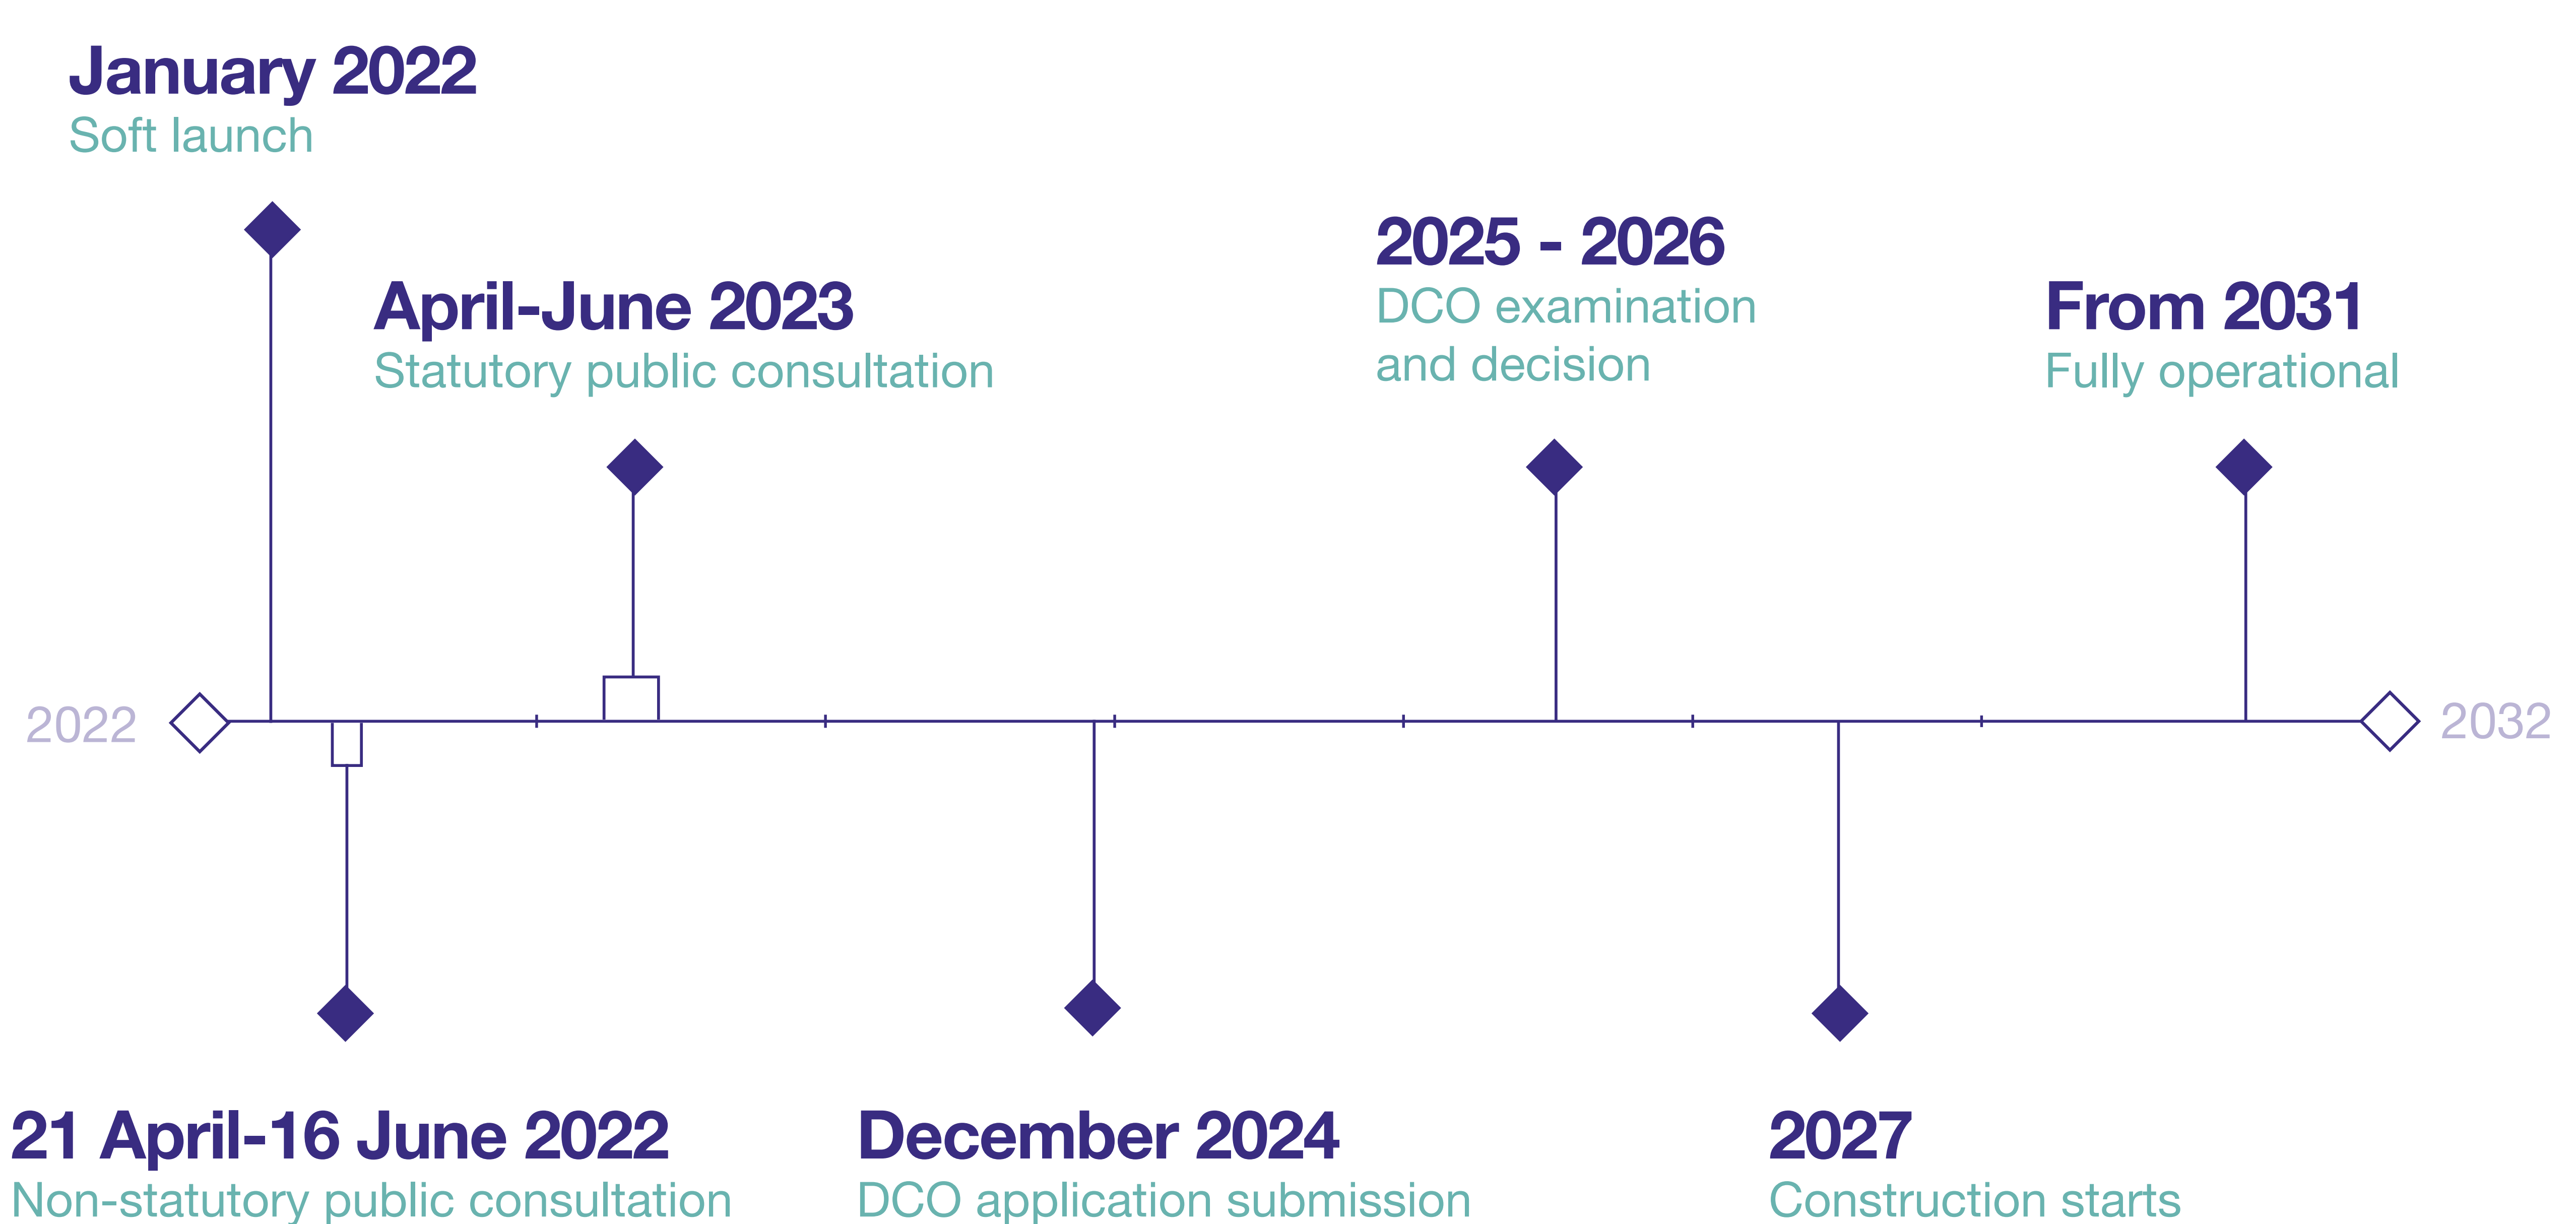 January 2022
Soft launch
April-June 2023
Statutory public consultation
2025 - 2026
DCO examination
and decision
From 2031
Fully operational
2022
2032
21 April-16 June 2022
Non-statutory public consultation
December 2024
DCO application submission
2027
Construction starts